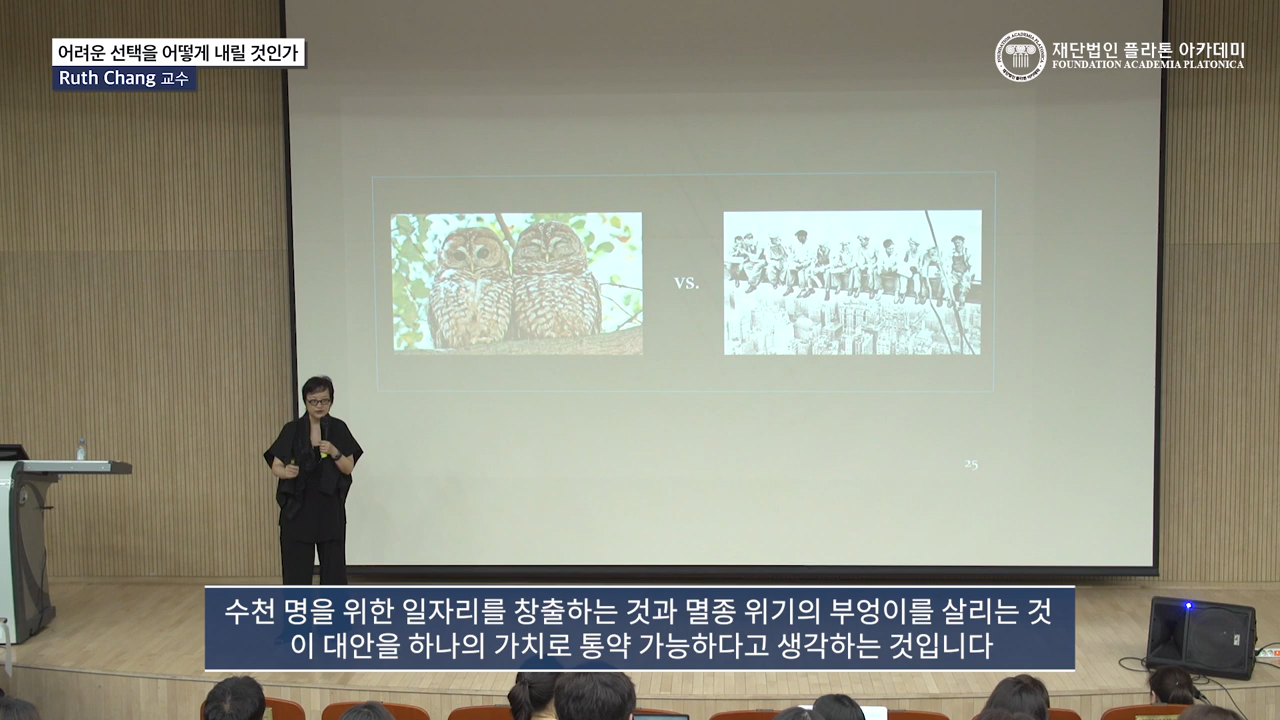 어려운 선택을 어떻게 내릴 것인가
Ruth Chang 교수
재단법인 플라톤 아카데미
FOUNDATION ACADEMIA PLATONICA
vs.
25
수천 명을 위한 일자리를 창출하는 것과 멸종 위기의 부엉이를 살리는 것
이 대안을 하나의 가치로 통약 가능하다고 생각하는 것입니다